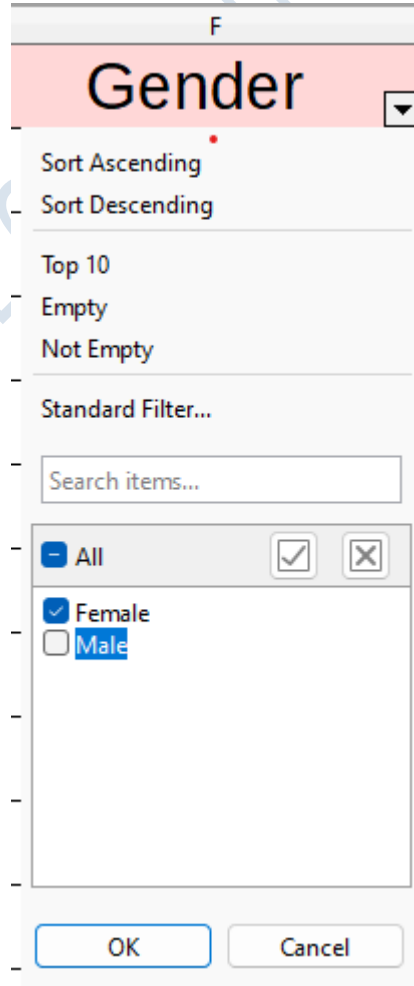 F
Gender
Sort Ascending
Sort Descending
Top 10
Empty
Not Empty
Standard Filter...
Search items...
All
Female
Male
OK Cancel